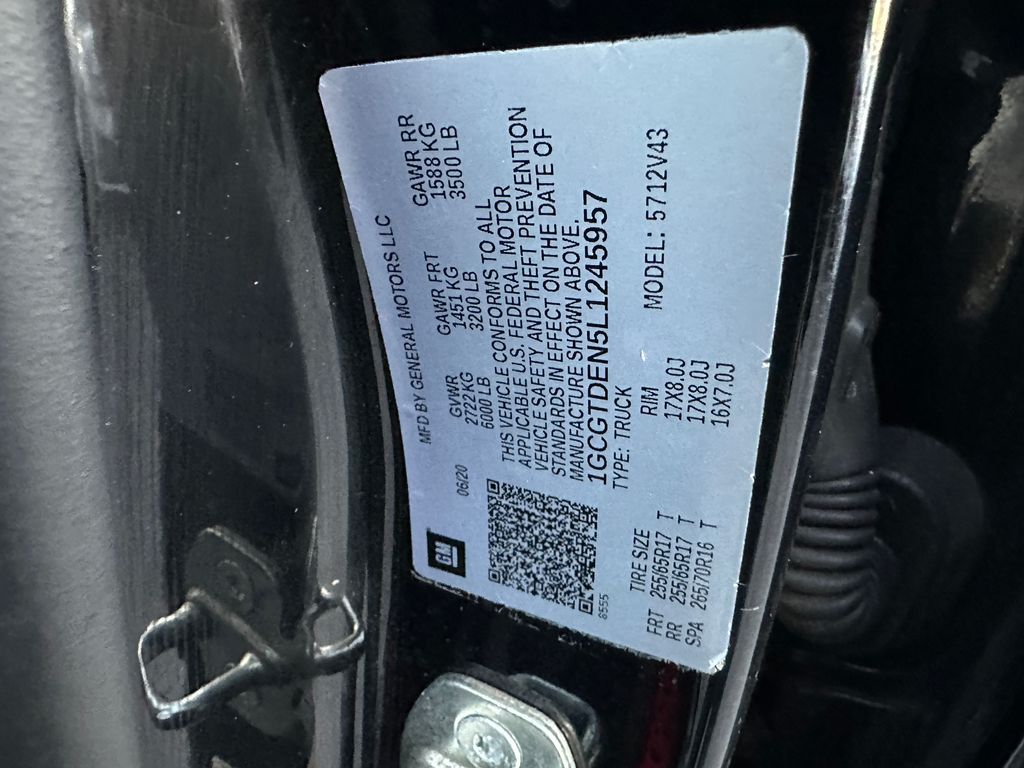 GM
06/20
MFD BY GENERAL MOTORS LLC
GVWR GAWR FRT GAWR RR
2722 KG 1451 KG 1588 KG
6000 LB 3200 LB 3500 LB
THIS VEHICLE CONFORMS TO ALL
APPLICABLE U.S. FEDERAL MOTOR
VEHICLE SAFETY AND THEFT PREVENTION
STANDARDS IN EFFECT ON THE DATE OF
MANUFACTURE SHOWN ABOVE.
1GCGTDEN5L1245957
TYPE: TRUCK MODEL: 5712V43
8555
TIRE SIZE RIM
FRT 255/65R17 T 17X8.0J
RR 255/65R17 T 17X8.0J
SPA 265/70R16 T 16X7.0J